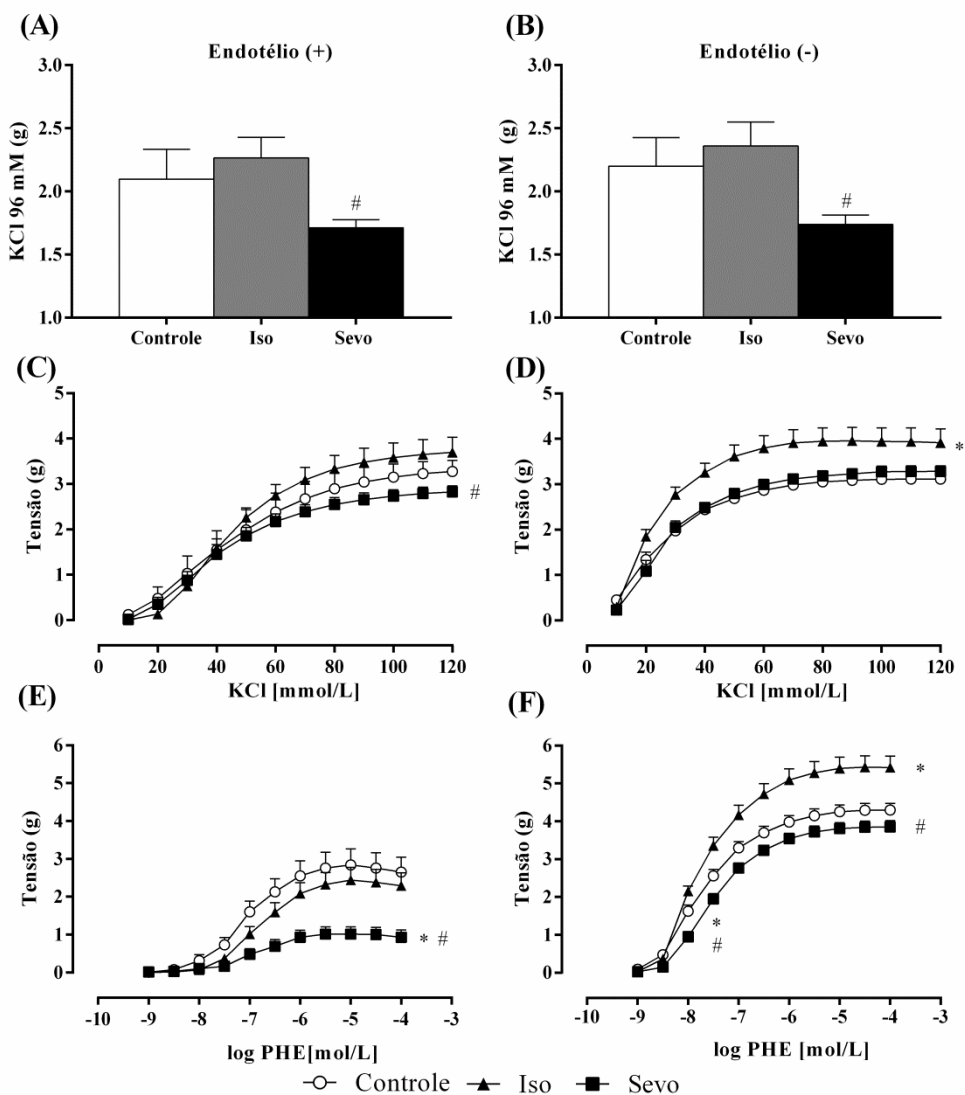 (A)
Endotélio (+)
KCl 96 mM (g)
3.0
2.5
2.0
1.5
1.0
#
Controle Iso Sevo
(B)
Endotélio (-)
KCl 96 mM (g)
3.0
2.5
2.0
1.5
1.0
#
Controle Iso Sevo
(C)
Tensão (g)
5
4
3
2
1
0
#
0 20 40 60 80 100 120
KCl [mmol/L]
(D)
Tensão (g)
5
4
3
2
1
0
*
0 20 40 60 80 100 120
KCl [mmol/L]
(E)
Tensão (g)
6
5
4
3
2
1
0
* #
-10 -9 -8 -7 -6 -5 -4 -3
log PHE[mol/L]
(F)
Tensão (g)
6
5
4
3
2
1
0
*
#
*
#
-10 -9 -8 -7 -6 -5 -4 -3
log PHE [mol/L]
Controle Iso Sevo